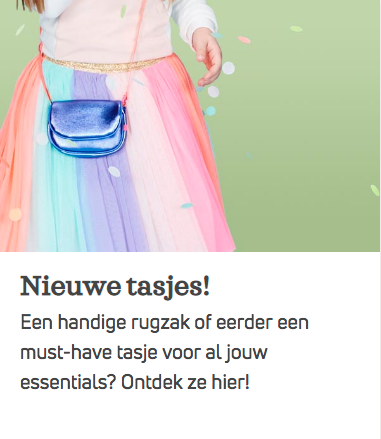 Nieuwe tasjes!
Een handige rugzak of eerder een
must-have tasje voor al jouw
essentials? Ontdek ze hier!